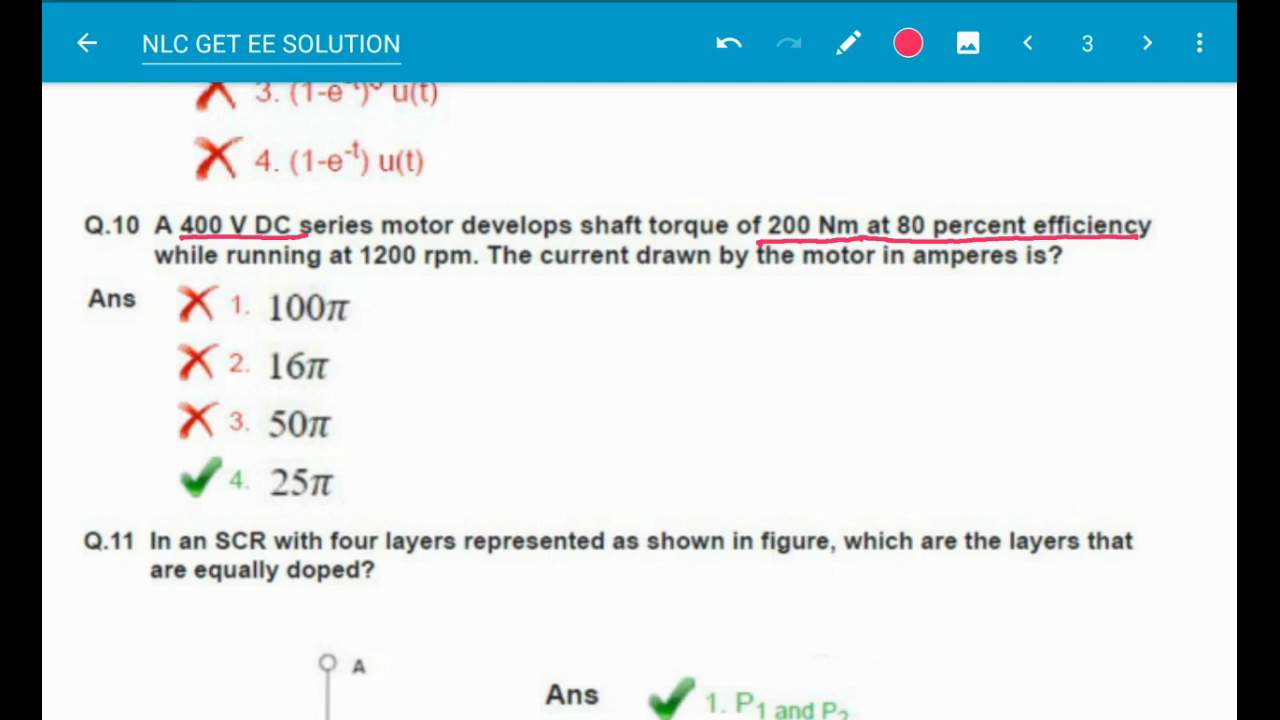 NLC GET EE SOLUTION
3
3. (1-e⁻ᵗ) u(t)
4. (1-e⁻ᵗ) u(t)
Q.10 A 400 V DC series motor develops shaft torque of 200 Nm at 80 percent efficiency
while running at 1200 rpm. The current drawn by the motor in amperes is?
Ans
1. 100π
2. 16π
3. 50π
4. 25π
Q.11 In an SCR with four layers represented as shown in figure, which are the layers that
are equally doped?
A
Ans 1. P₁ and P₂